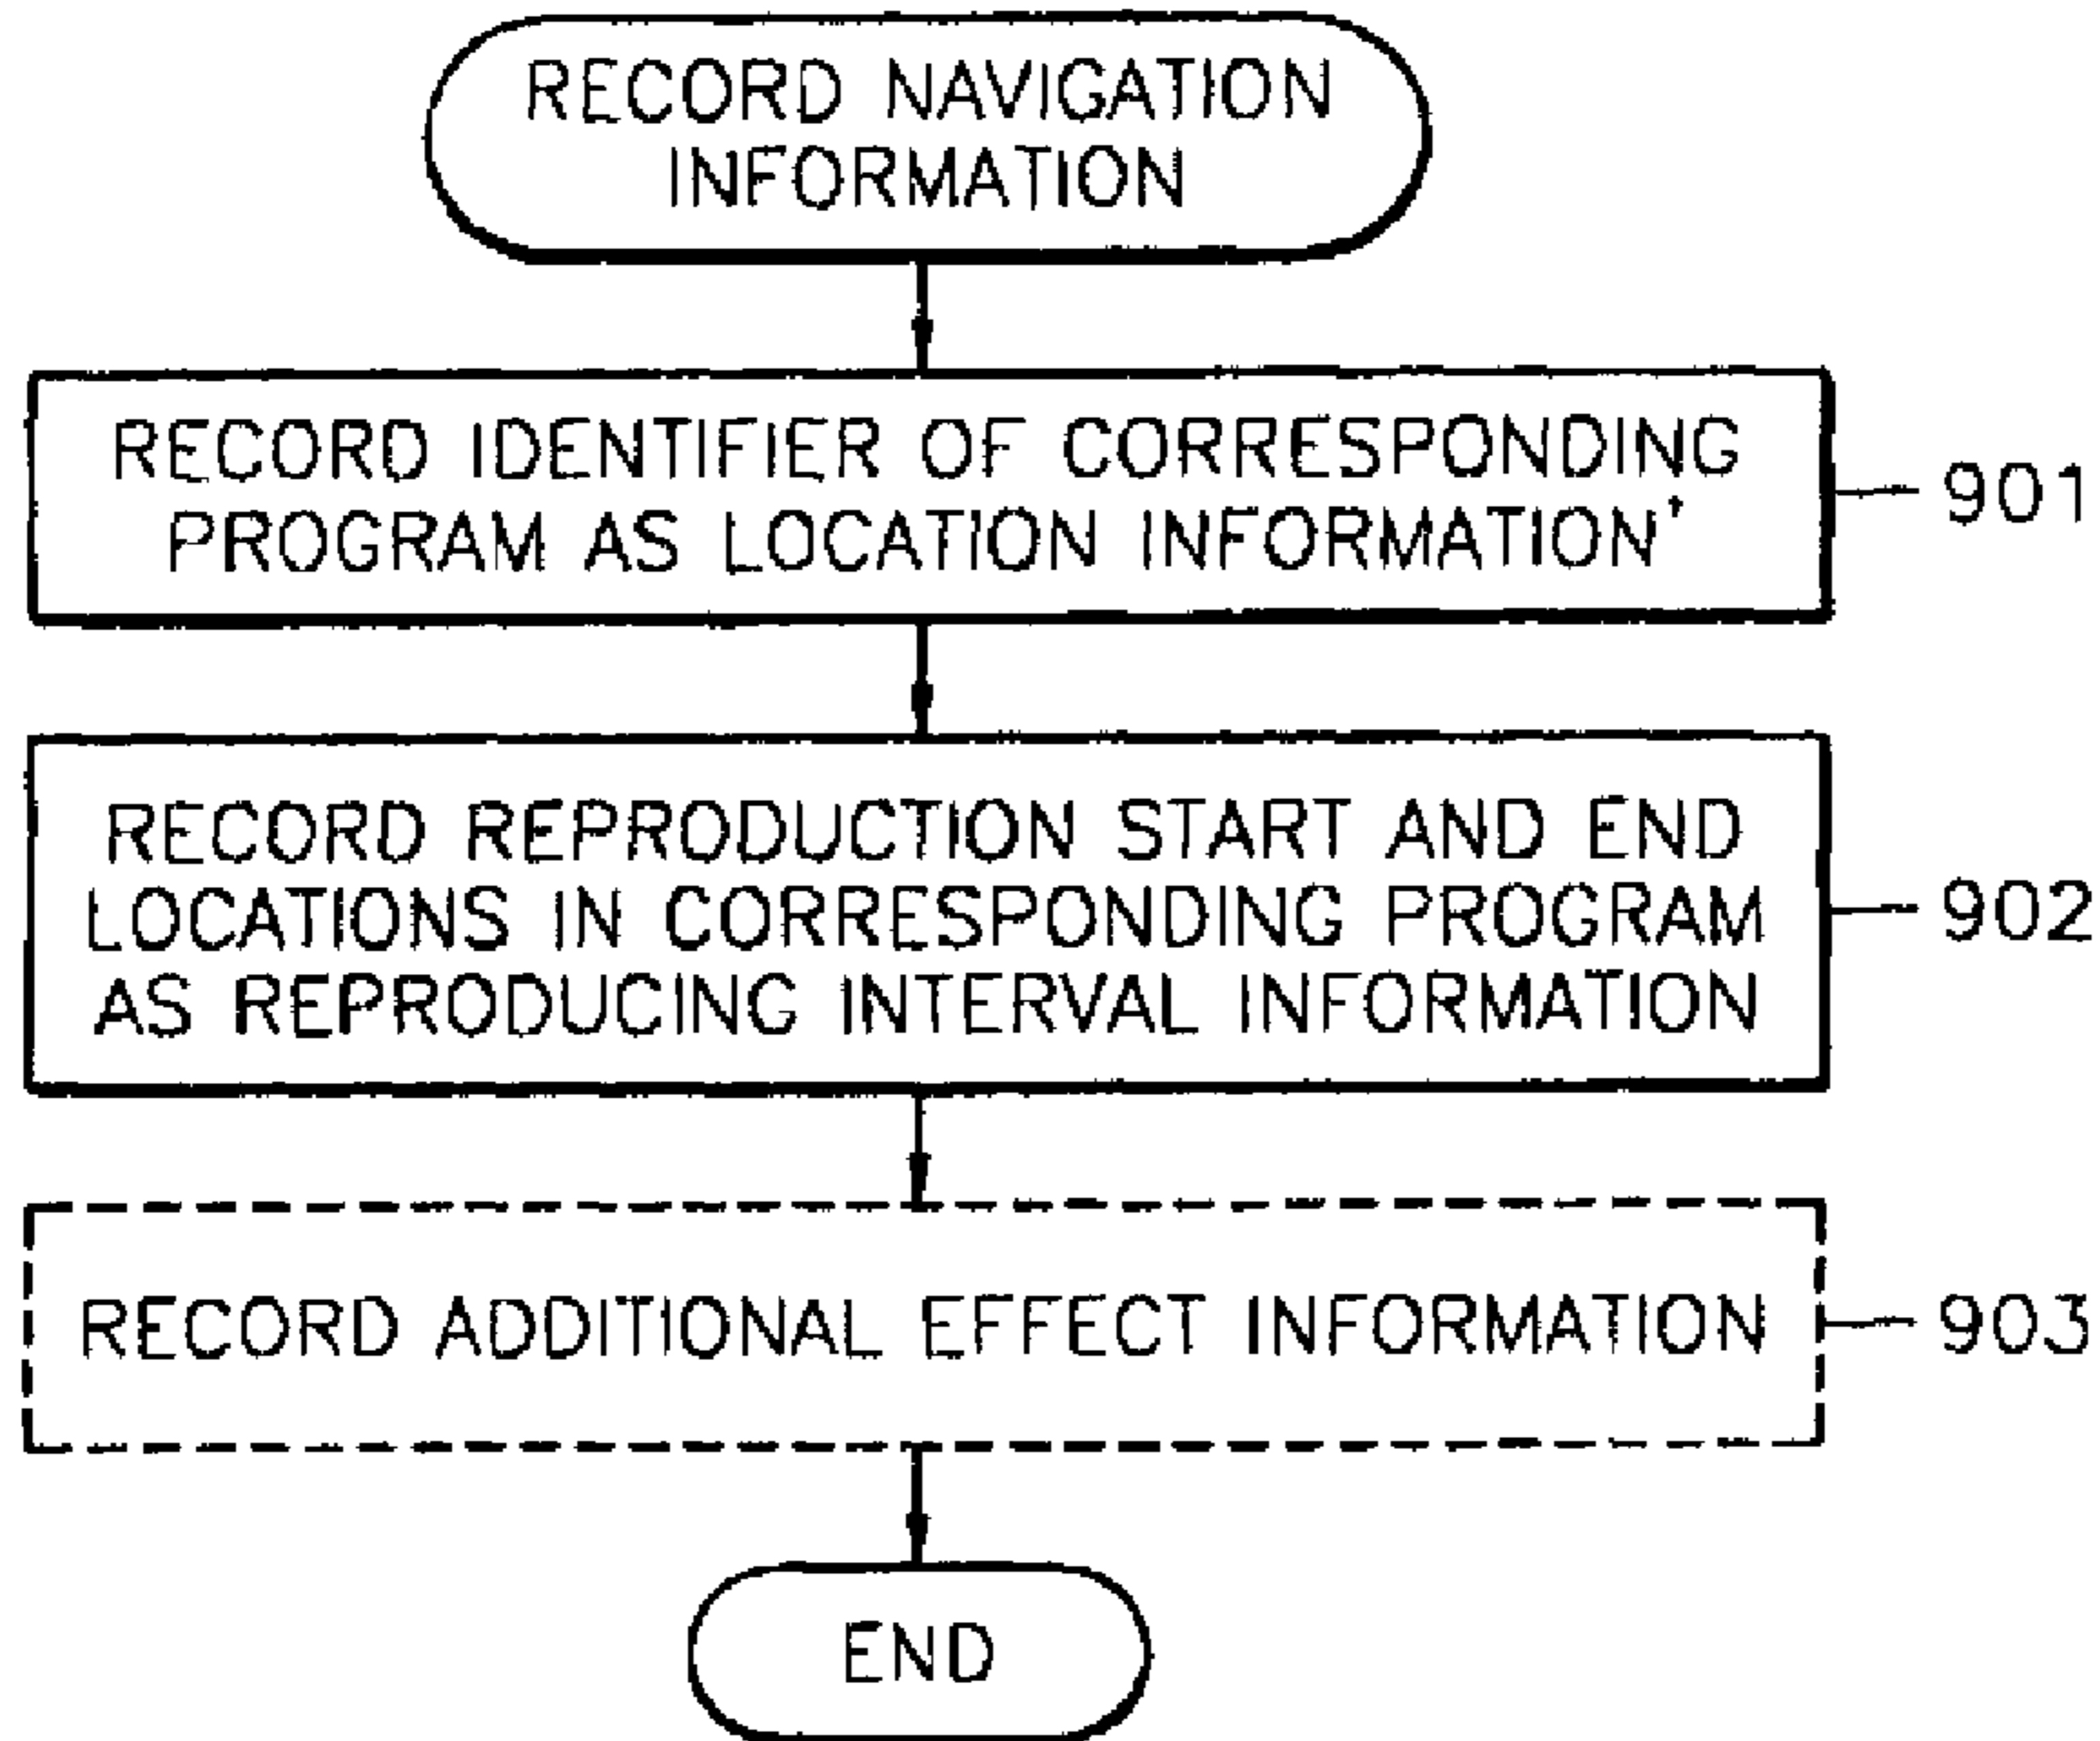 RECORD NAVIGATION
INFORMATION
RECORD IDENTIFIER OF CORRESPONDING
PROGRAM AS LOCATION INFORMATION'
901
RECORD REPRODUCTION START AND END
LOCATIONS IN CORRESPONDING PROGRAM
AS REPRODUCING INTERVAL INFORMATION
902
RECORD ADDITIONAL EFFECT INFORMATION
903
END